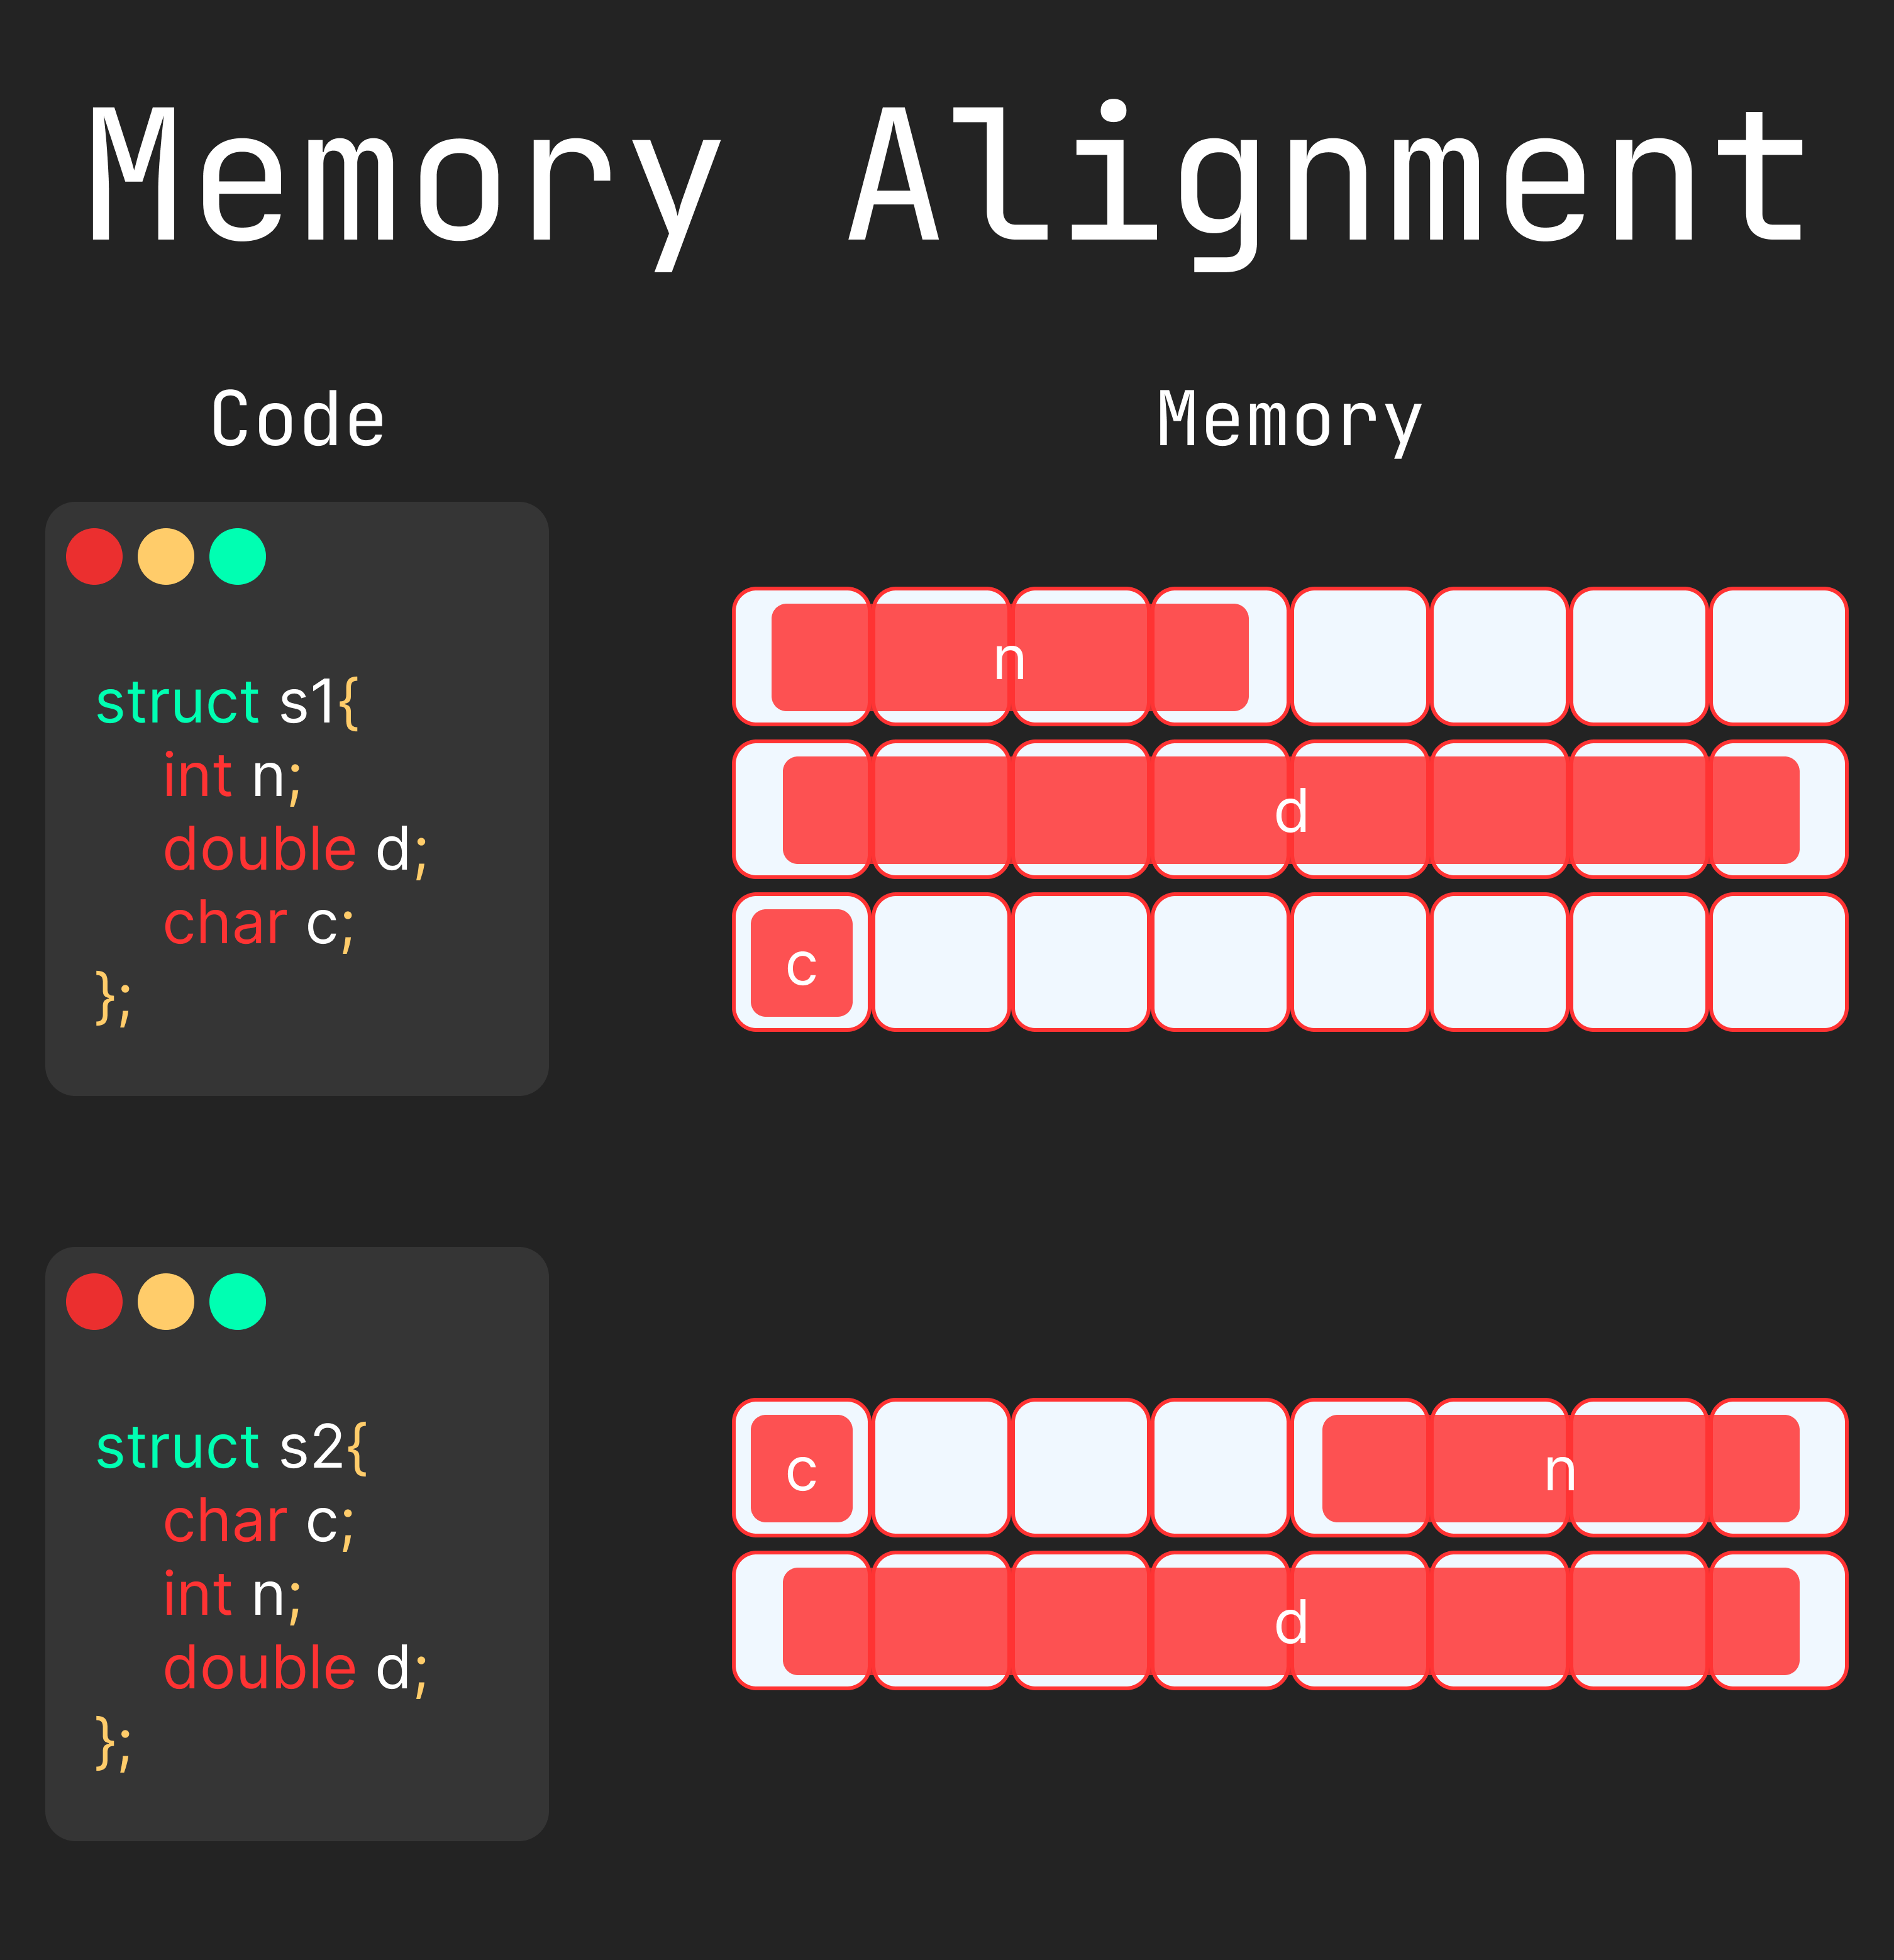 Memory Alignment
Code
Memory
struct s1{
int n;
double d;
char c;
};
n
d
c
struct s2{
char c;
int n;
double d;
};
c n
d